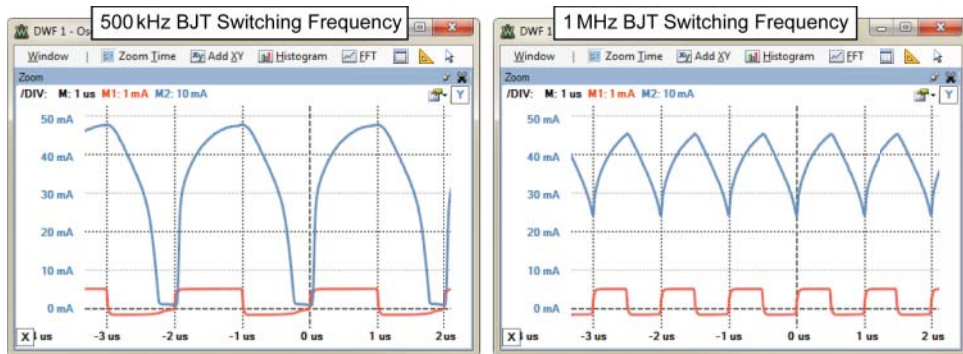 500 kHz BJT Switching Frequency
DWF 1 - Os
Window | Zoom Time Add XY Histogram FFT
Zoom
/DIV: M: 1 us M1: 1 mA M2: 10 mA
Y
50 mA
40 mA
30 mA
20 mA
10 mA
0 mA
X us -3 us -2 us -1 us 0 us 1 us 2 us
1 MHz BJT Switching Frequency
DWF 1
Window | Zoom Time Add XY Histogram FFT
Zoom
/DIV: M: 1 us M1: 1 mA M2: 10 mA
Y
50 mA
40 mA
30 mA
20 mA
10 mA
0 mA
X us -3 us -2 us -1 us 0 us 1 us 2 us